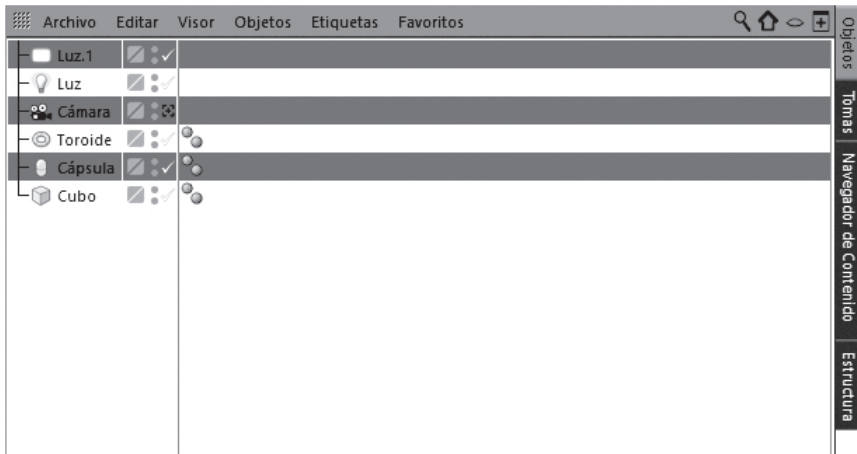 Archivo Editar Visor Objetos Etiquetas Favoritos
Luz.1
Luz
Cámara
Toroide
Cápsula
Cubo
Objetos
Tomas
Navegador de Contenido
Estructura